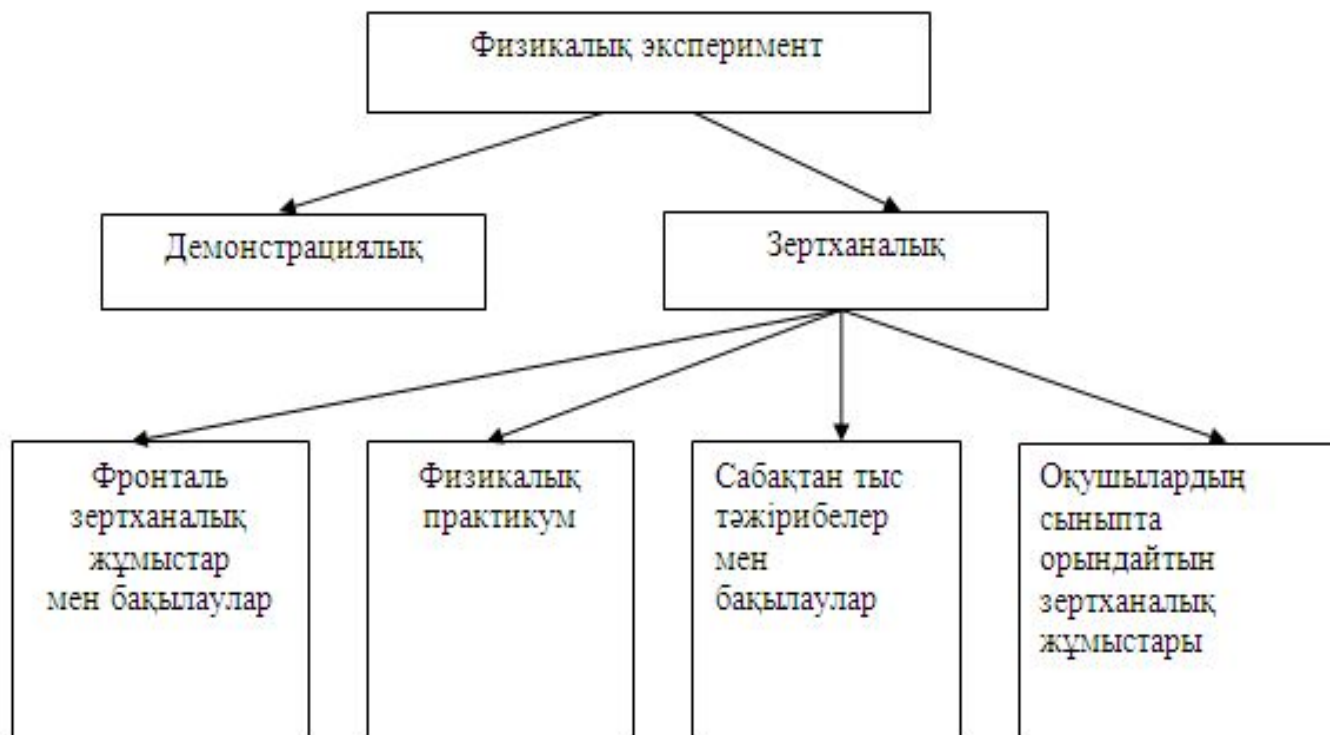 Физикалық эксперимент
Демонстрациялық
Зертханалық
Фронталь
зертханалық
жұмыстар
мен бақылаулар
Физикалық
практикум
Сабақтан тыс
тәжірибелер
мен
бақылаулар
Оқушылардың
сыныпта
орындайтын
зертханалық
жұмыстары